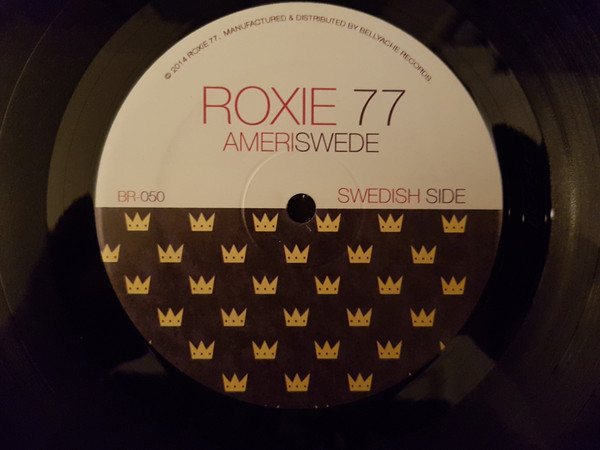 © 2014 ROXIE 77. MANUFACTURED & DISTRIBUTED BY BELLYACHE RECORDS
ROXIE 77
AMERISWEDE
BR-050
SWEDISH SIDE